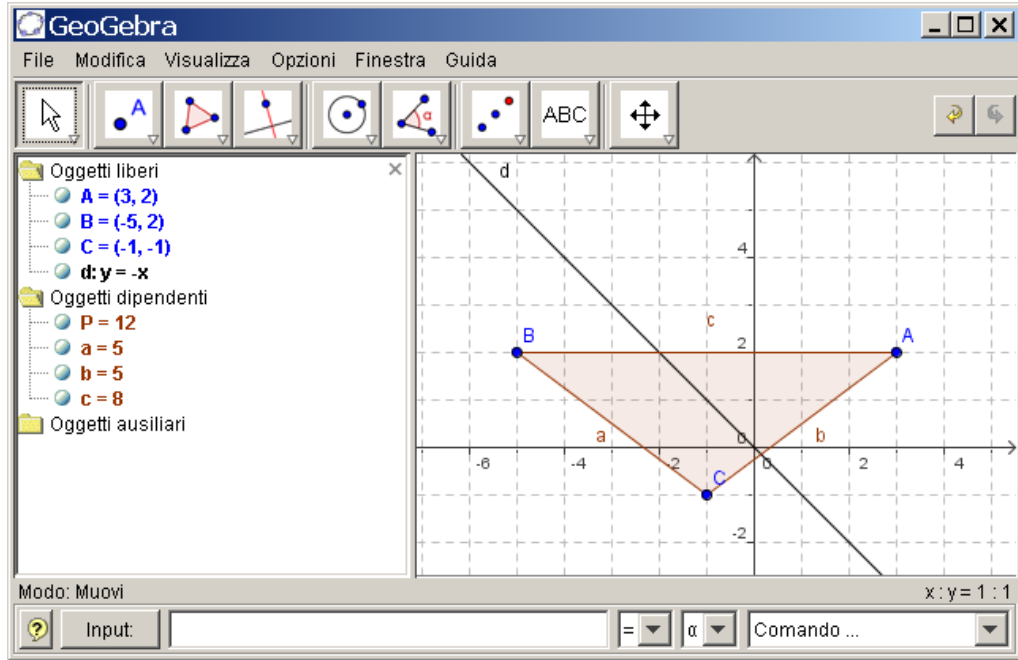 GeoGebra
File Modifica Visualizza Opzioni Finestra Guida
A α ABC
Oggetti liberi
A = (3, 2)
B = (-5, 2)
C = (-1, -1)
d: y = -x
Oggetti dipendenti
P = 12
a = 5
b = 5
c = 8
Oggetti ausiliari
d
4
c
B A
2
a 0 b
-6 -4 -2 0 2 4
C
-2
Modo: Muovi x : y = 1 : 1
Input: = α Comando ...